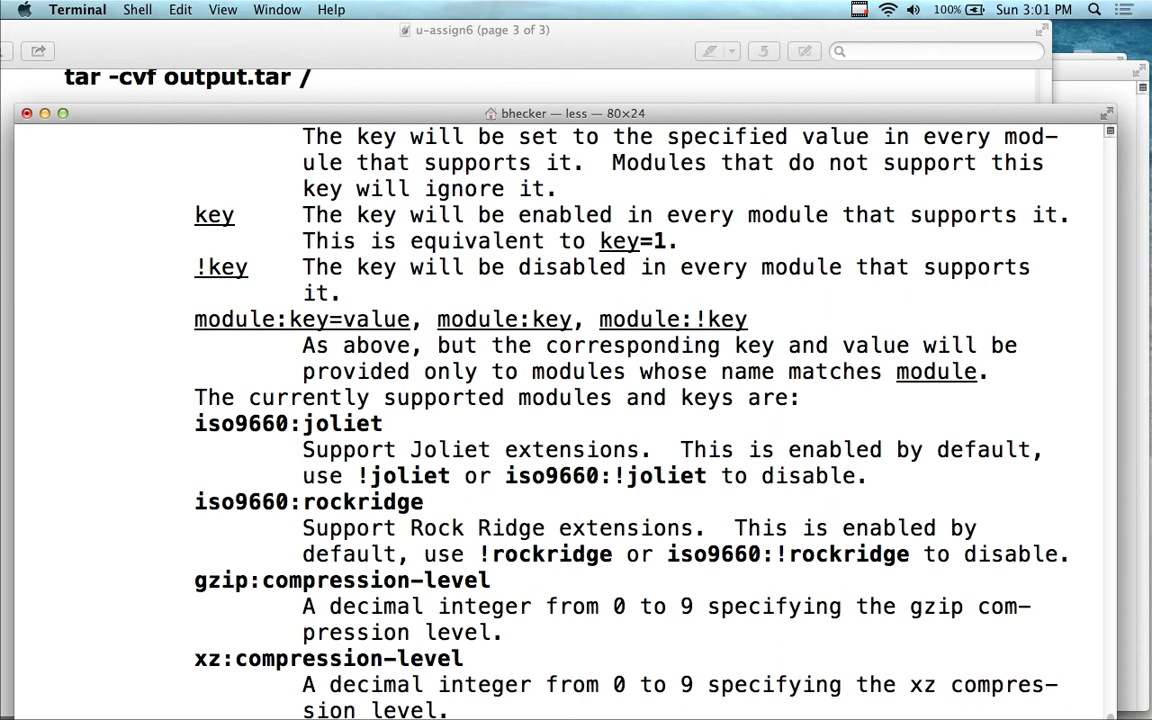 Terminal Shell Edit View Window Help 100% Sun 3:01 PM
u-assign6 (page 3 of 3)
tar -cvf output.tar /
bhecker — less — 80×24
The key will be set to the specified value in every mod-
ule that supports it.  Modules that do not support this
key will ignore it.
key The key will be enabled in every module that supports it.
This is equivalent to key=1.
!key The key will be disabled in every module that supports
it.
module:key=value, module:key, module:!key
As above, but the corresponding key and value will be
provided only to modules whose name matches module.
The currently supported modules and keys are:
iso9660:joliet
Support Joliet extensions.  This is enabled by default,
use !joliet or iso9660:!joliet to disable.
iso9660:rockridge
Support Rock Ridge extensions.  This is enabled by
default, use !rockridge or iso9660:!rockridge to disable.
gzip:compression-level
A decimal integer from 0 to 9 specifying the gzip com-
pression level.
xz:compression-level
A decimal integer from 0 to 9 specifying the xz compres-
sion level.